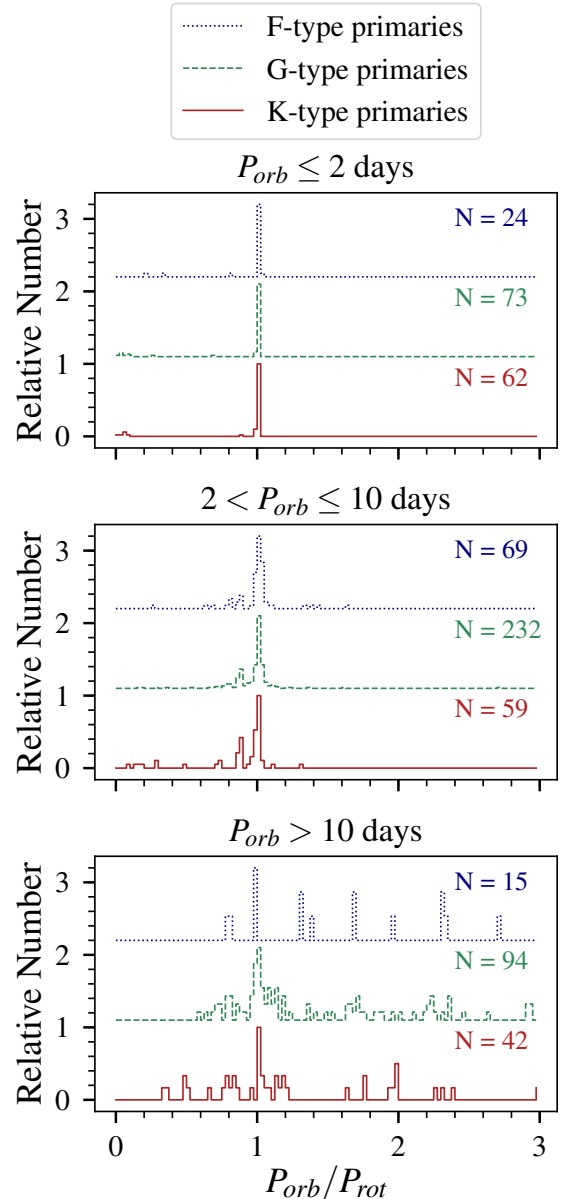 F-type primaries
G-type primaries
K-type primaries
P_orb ≤ 2 days
Relative Number
3
2
1
0
N = 24
N = 73
N = 62
2 < P_orb ≤ 10 days
Relative Number
3
2
1
0
N = 69
N = 232
N = 59
P_orb > 10 days
Relative Number
3
2
1
0
N = 15
N = 94
N = 42
0 1 2 3
P_orb/P_rot